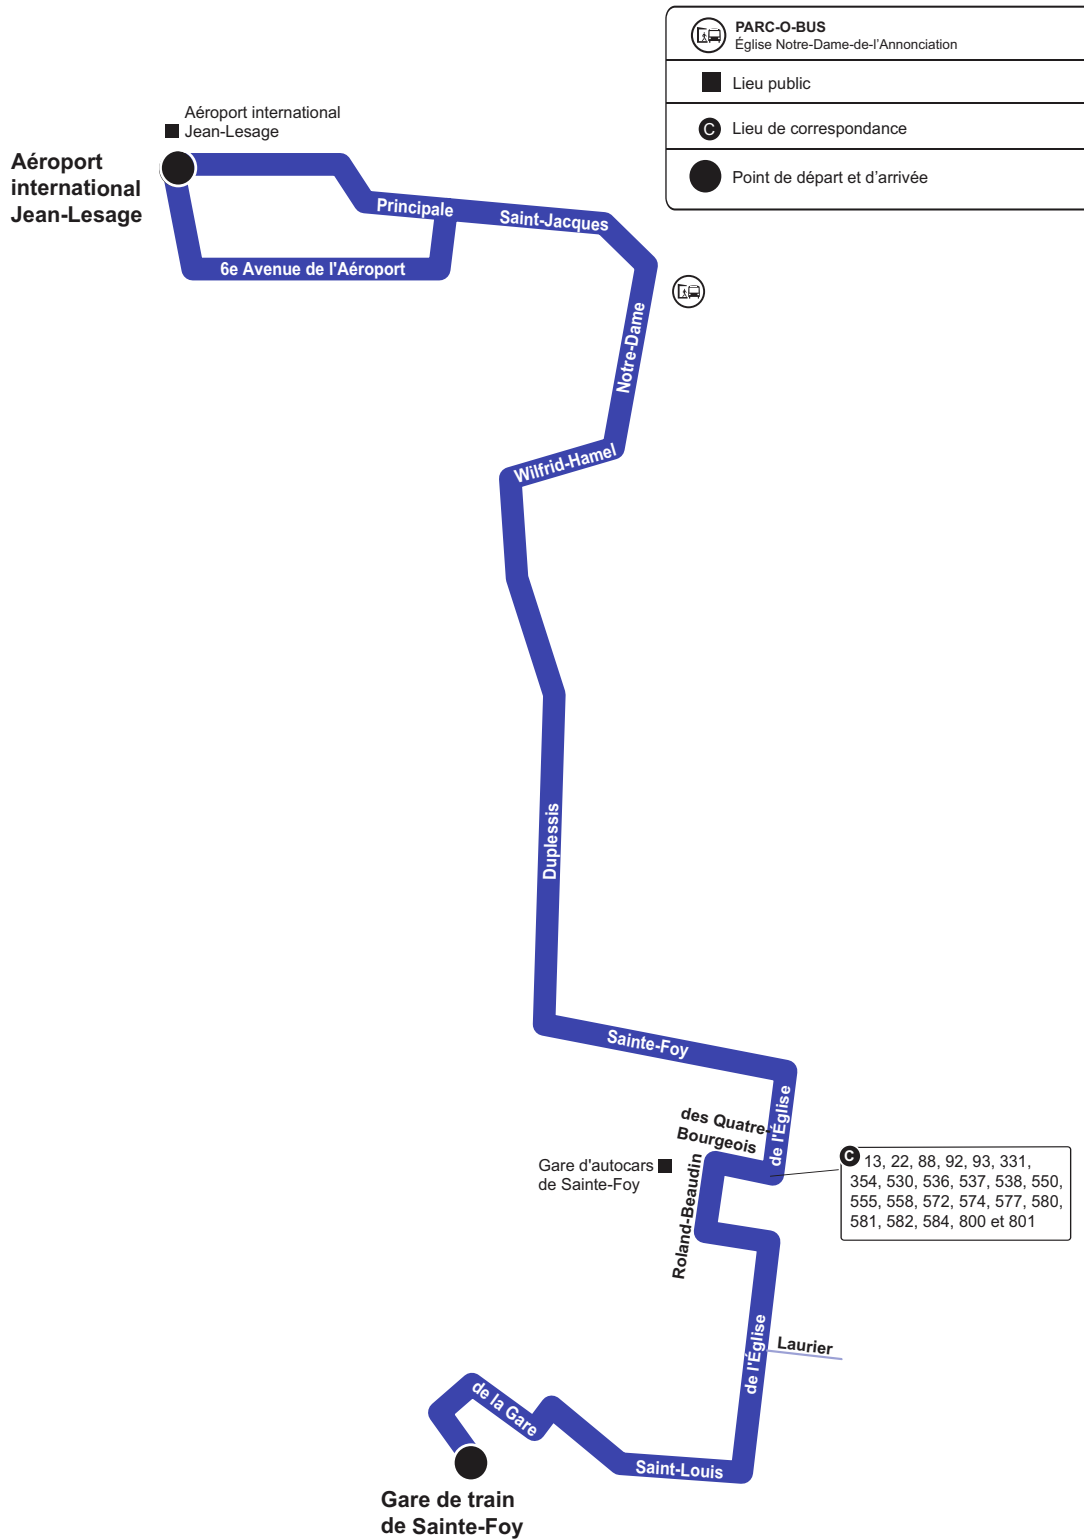 PARC-O-BUS
Église Notre-Dame-de-l'Annonciation
Lieu public
C Lieu de correspondance
Point de départ et d'arrivée
Aéroport international
Jean-Lesage
Aéroport
international
Jean-Lesage
Principale
Saint-Jacques
6e Avenue de l'Aéroport
Notre-Dame
Wilfrid-Hamel
Duplessis
Sainte-Foy
de l'Église
des Quatre-
Bourgeois
Gare d'autocars
de Sainte-Foy
Roland-Beaudin
C 13, 22, 88, 92, 93, 331,
354, 530, 536, 537, 538, 550,
555, 558, 572, 574, 577, 580,
581, 582, 584, 800 et 801
de l'Église
Laurier
de la Gare
Saint-Louis
Gare de train
de Sainte-Foy